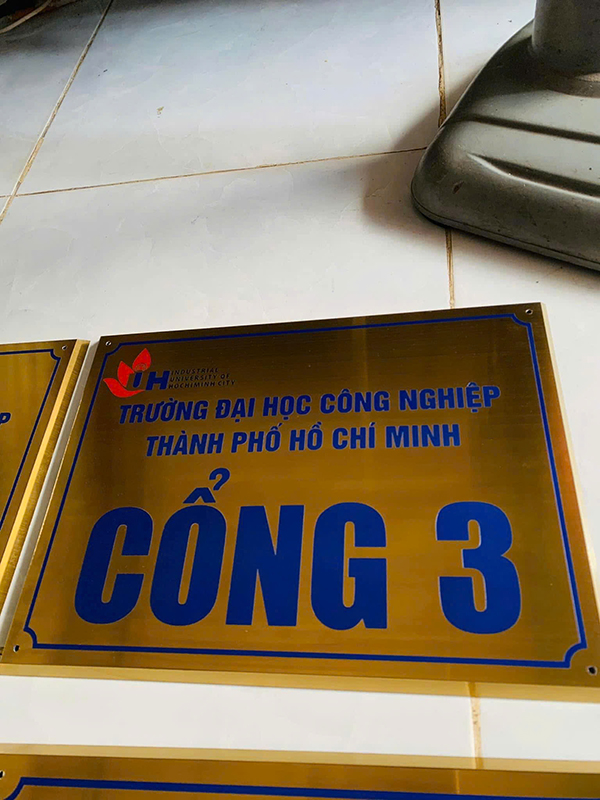 IUH
INDUSTRIAL
UNIVERSITY OF
HOCHIMINH CITY
TRƯỜNG ĐẠI HỌC CÔNG NGHIỆP
THÀNH PHỐ HỒ CHÍ MINH
CỔNG 3